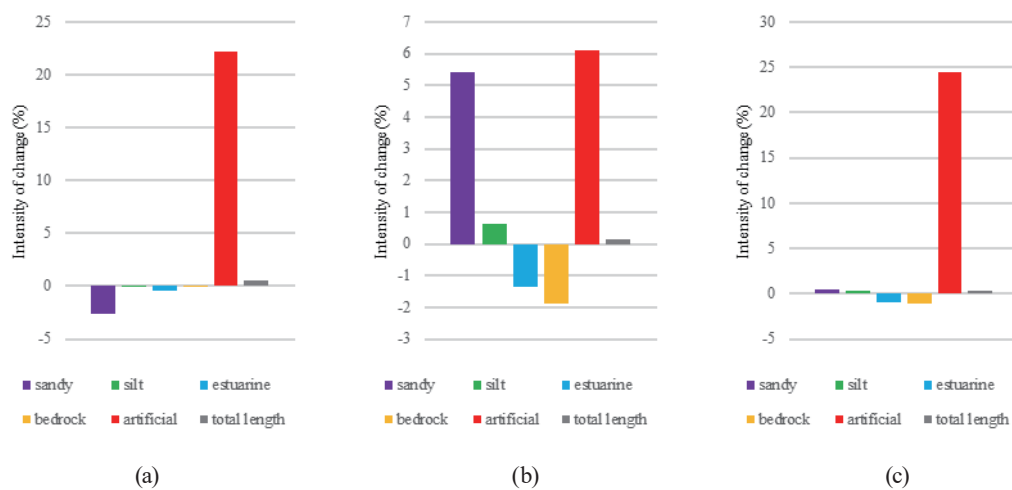 25
20
15
10
5
0
-5
Intensity of change (%)
sandy silt estuarine
bedrock artificial total length
(a)
7
6
5
4
3
2
1
0
-1
-2
-3
Intensity of change (%)
sandy silt estuarine
bedrock artificial total length
(b)
30
25
20
15
10
5
0
-5
Intensity of change (%)
sandy silt estuarine
bedrock artificial total length
(c)